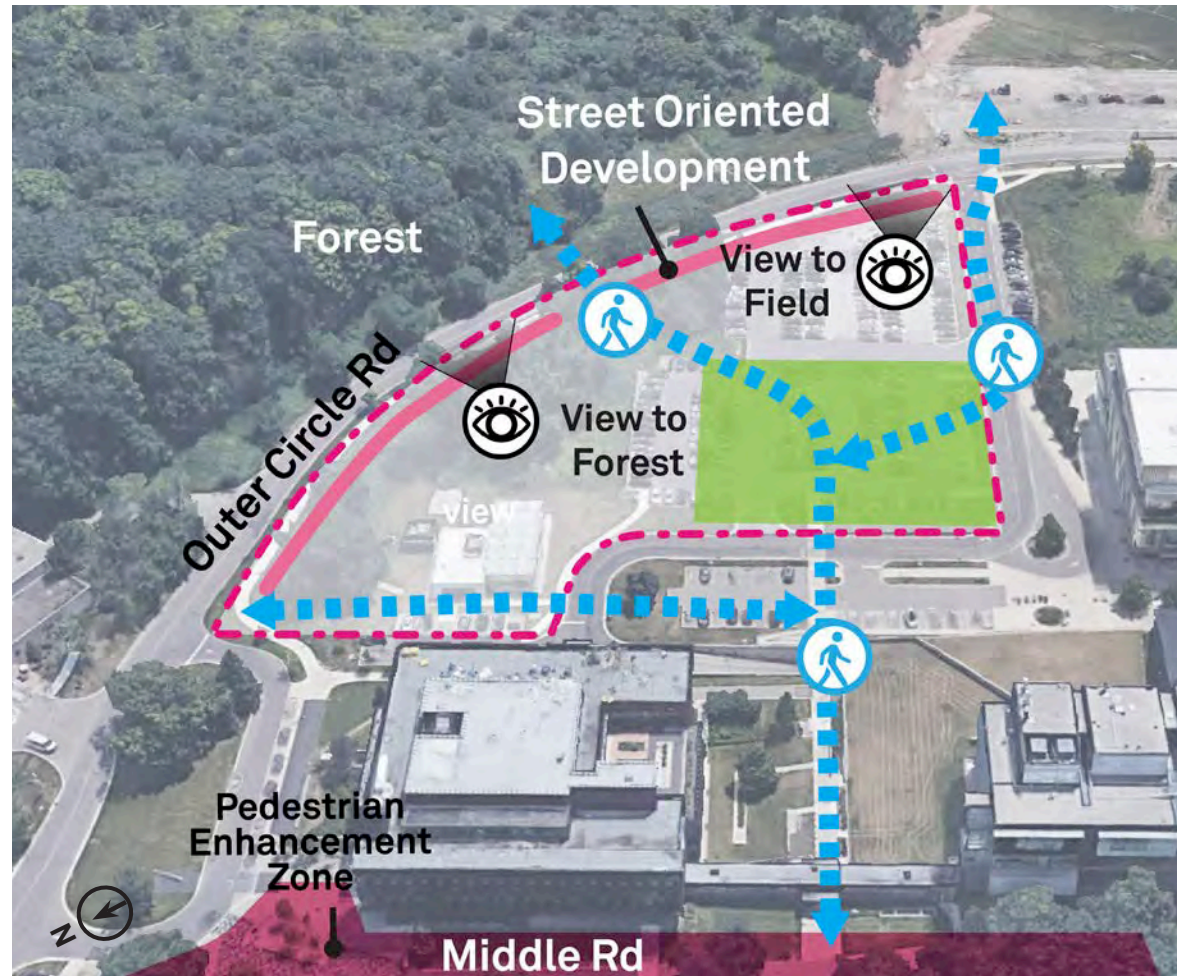 Street Oriented
Development
Forest
View to
Field
Outer Circle Rd
View to
Forest
view
Pedestrian
Enhancement
Zone
N
Middle Rd